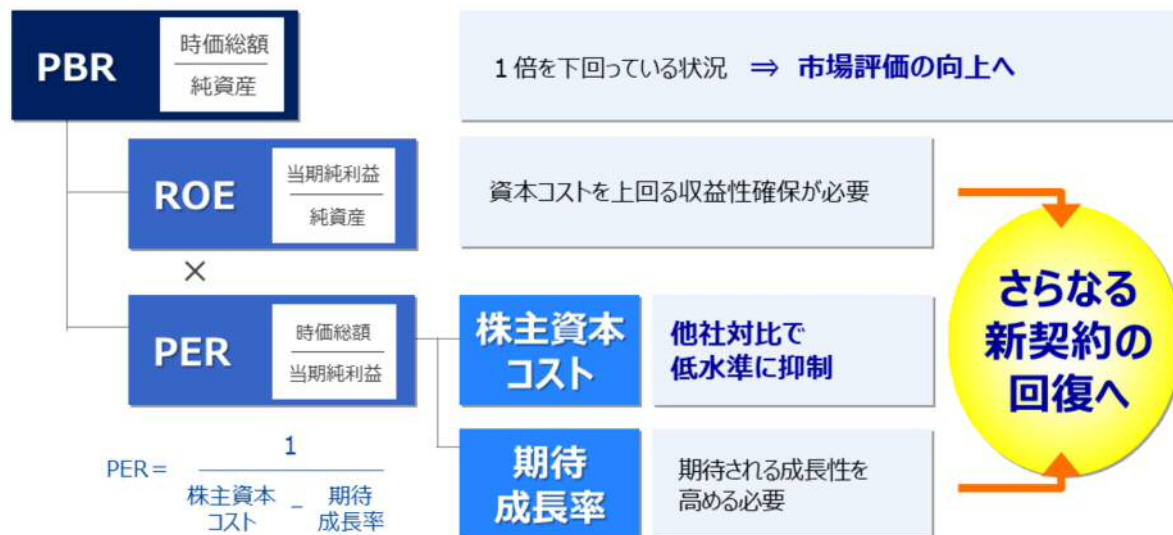 PBR
時価総額
純資産
1倍を下回っている状況 ⇒ 市場評価の向上へ
ROE
当期純利益
純資産
資本コストを上回る収益性確保が必要
×
PER
時価総額
当期純利益
株主資本
コスト
他社対比で
低水準に抑制
期待
成長率
期待される成長性を
高める必要
さらなる
新契約の
回復へ
PER=
1
株主資本
コスト
−
期待
成長率